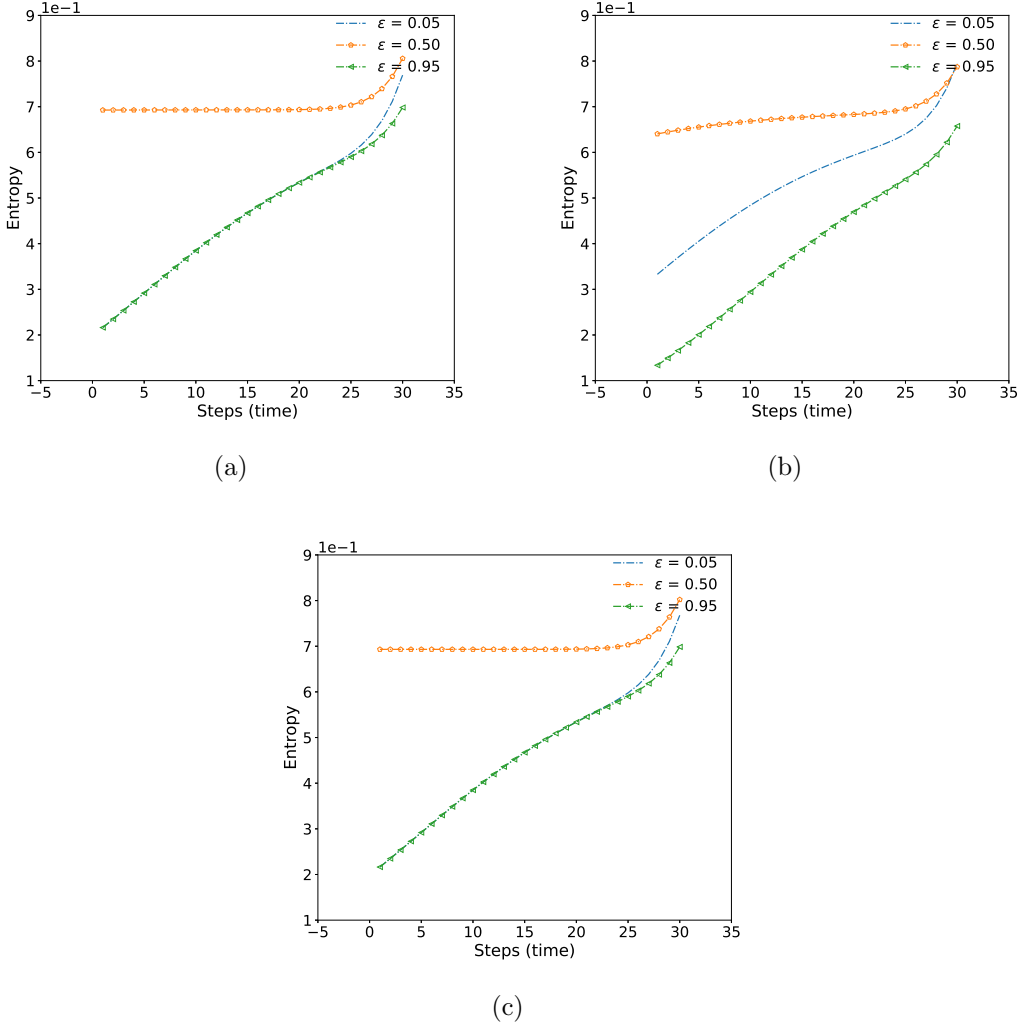 1e−1
9
8
7
6
5
4
3
2
1
Entropy
−5 0 5 10 15 20 25 30 35
Steps (time)
ε = 0.05
ε = 0.50
ε = 0.95
(a)
1e−1
9
8
7
6
5
4
3
2
1
Entropy
−5 0 5 10 15 20 25 30 35
Steps (time)
ε = 0.05
ε = 0.50
ε = 0.95
(b)
1e−1
9
8
7
6
5
4
3
2
1
Entropy
−5 0 5 10 15 20 25 30 35
Steps (time)
ε = 0.05
ε = 0.50
ε = 0.95
(c)